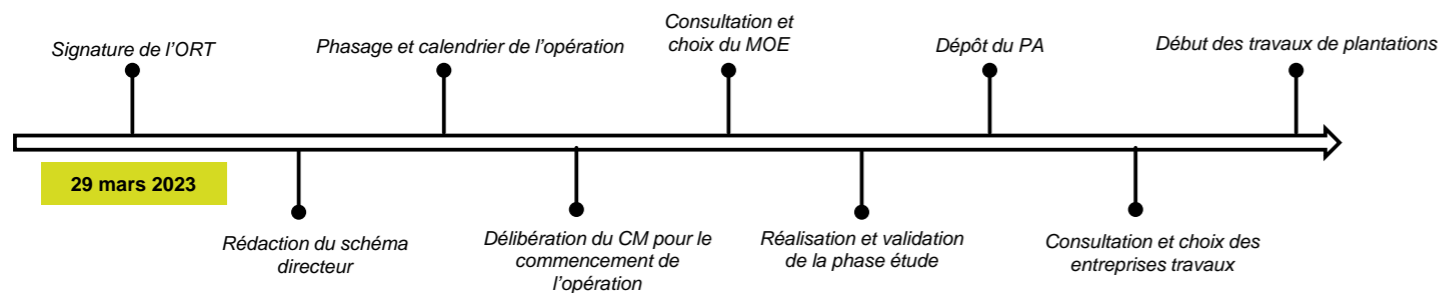 Signature de l'ORT
Phasage et calendrier de l'opération
Consultation et
choix du MOE
Dépôt du PA
Début des travaux de plantations
29 mars 2023
Rédaction du schéma
directeur
Délibération du CM pour le
commencement de
l'opération
Réalisation et validation
de la phase étude
Consultation et choix des
entreprises travaux